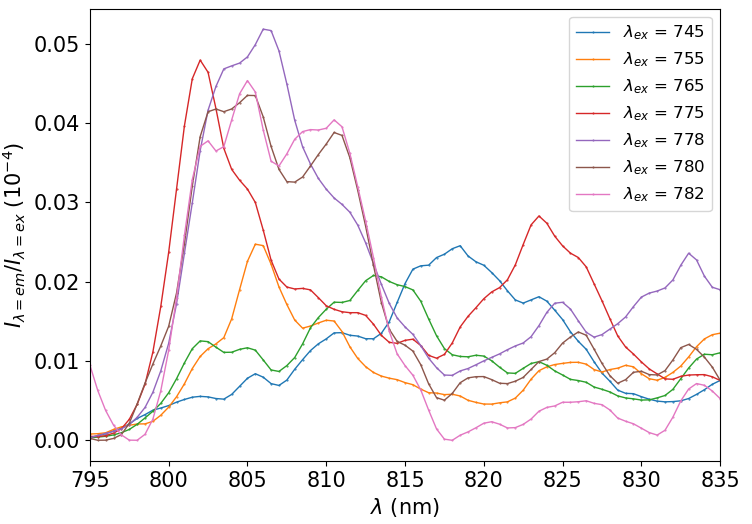 I_{λ=em}/I_{λ=ex} (10^{-4})
0.05
0.04
0.03
0.02
0.01
0.00
λ_{ex} = 745
λ_{ex} = 755
λ_{ex} = 765
λ_{ex} = 775
λ_{ex} = 778
λ_{ex} = 780
λ_{ex} = 782
795 800 805 810 815 820 825 830 835
λ (nm)